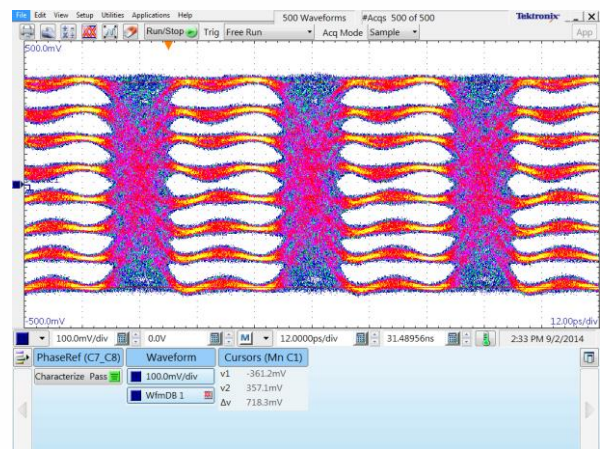 File Edit View Setup Utilities Applications Help 500 Waveforms #Acqs 500 of 500 Tektronix
Run/Stop Trig Free Run Acq Mode Sample App
500.0mV
-500.0mV 12.00ps/div
100.0mV/div 0.0V M 12.0000ps/div 31.48956ns 2:33 PM 9/2/2014
PhaseRef (C7_C8) Waveform Cursors (Mn C1)
Characterize Pass 100.0mV/div v1 -361.2mV
v2 357.1mV
WfmDB 1 Δv 718.3mV